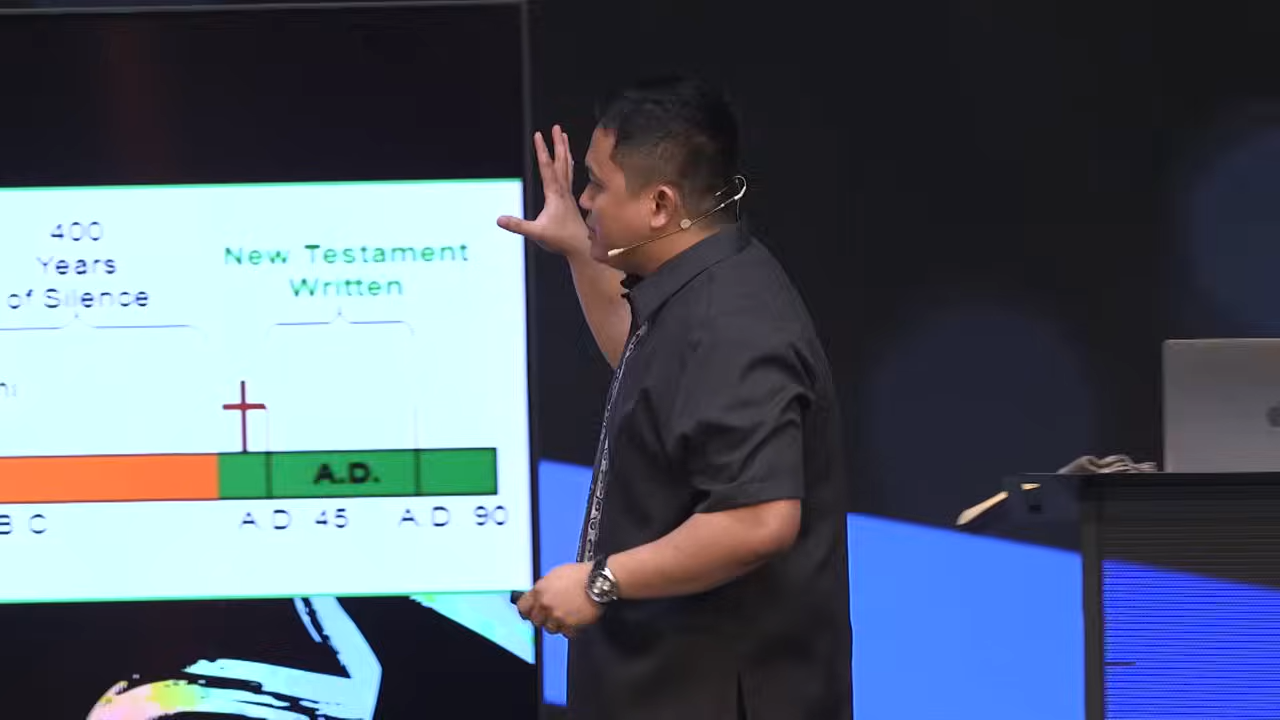 400
Years
of Silence
New Testament
Written
A.D.
B C
A D 45
A D 90